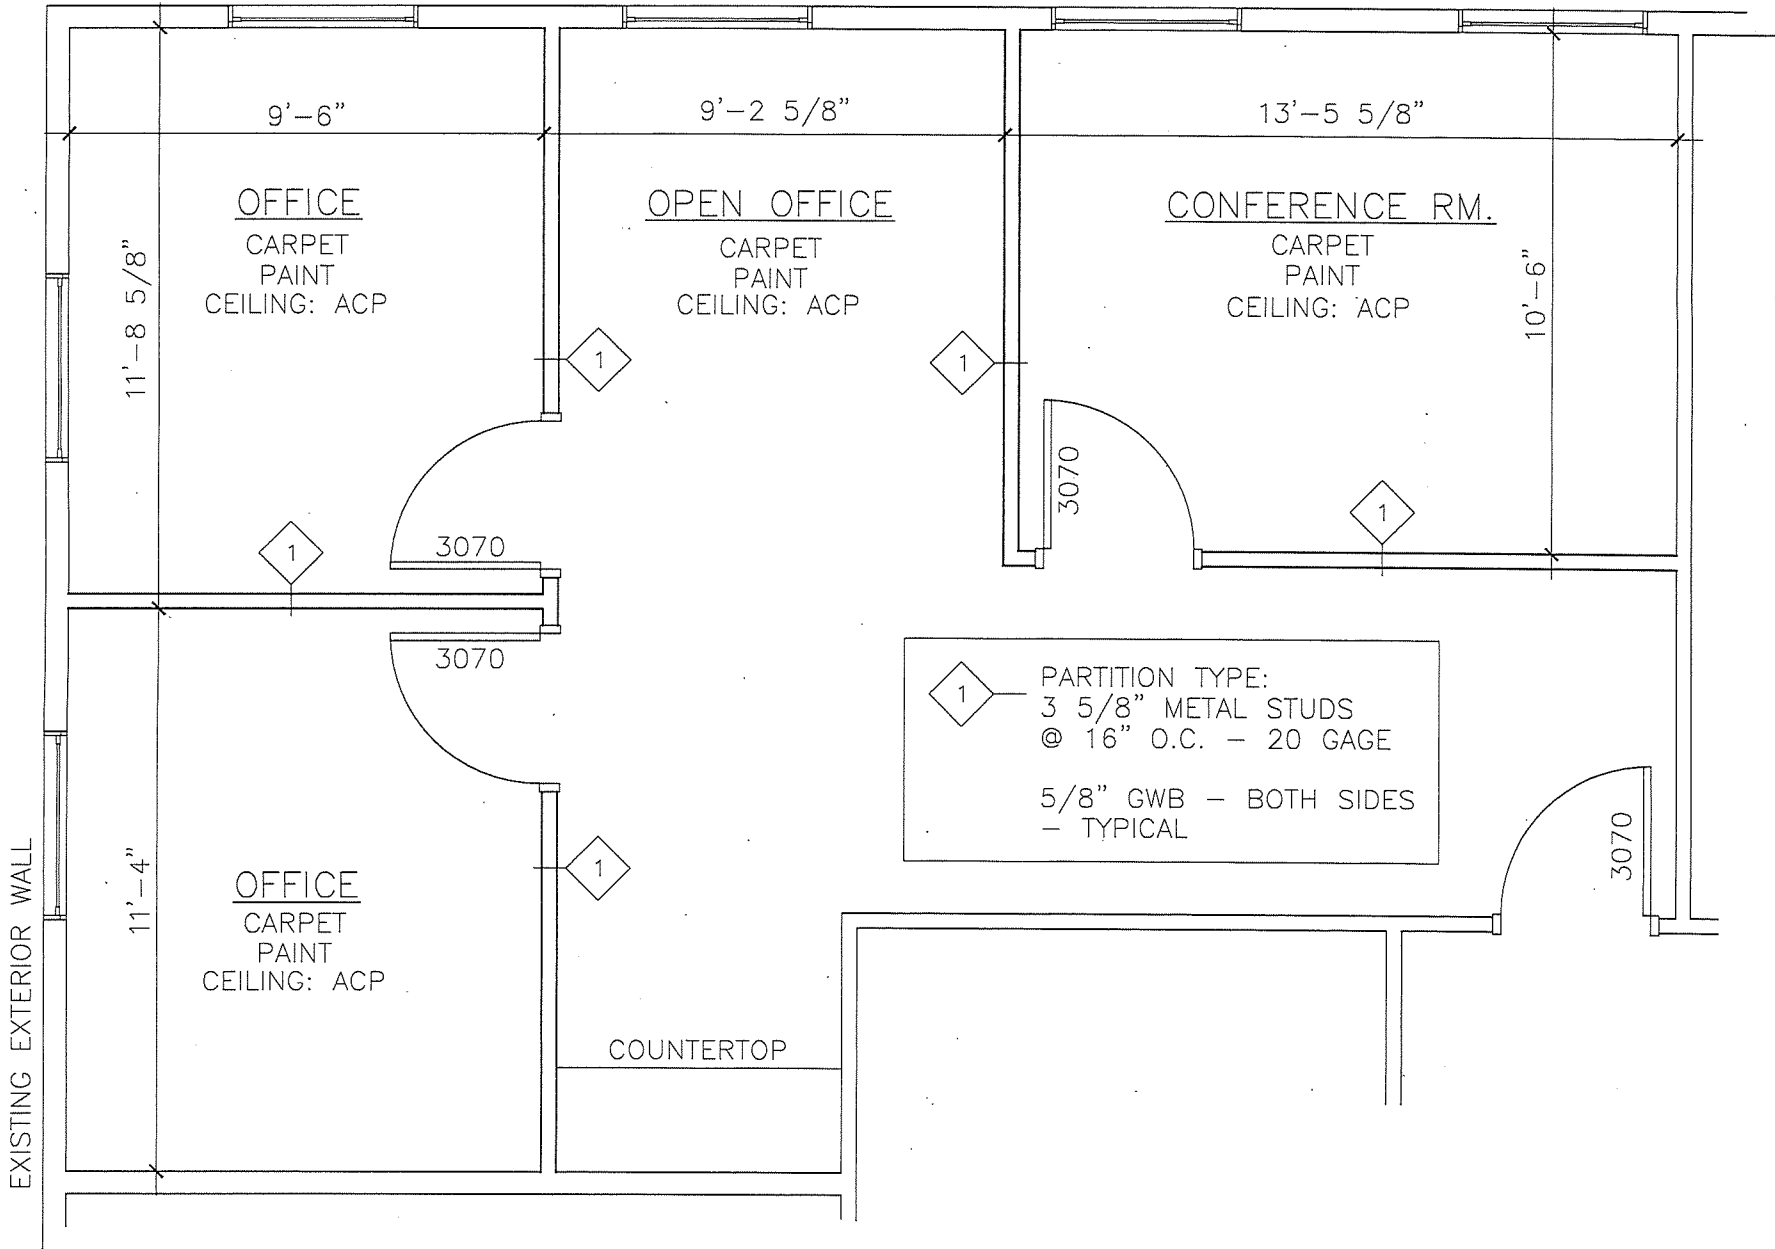 9'-6"
9'-2 5/8"
13'-5 5/8"
OFFICE
CARPET
PAINT
CEILING: ACP
OPEN OFFICE
CARPET
PAINT
CEILING: ACP
CONFERENCE RM.
CARPET
PAINT
CEILING: ACP
11'-8 5/8"
10'-6"
1
1
3070
1
1
3070
3070
1
PARTITION TYPE:
3 5/8" METAL STUDS
@ 16" O.C. – 20 GAGE
5/8" GWB – BOTH SIDES
– TYPICAL
3070
11'-4"
OFFICE
CARPET
PAINT
CEILING: ACP
1
EXISTING EXTERIOR WALL
COUNTERTOP